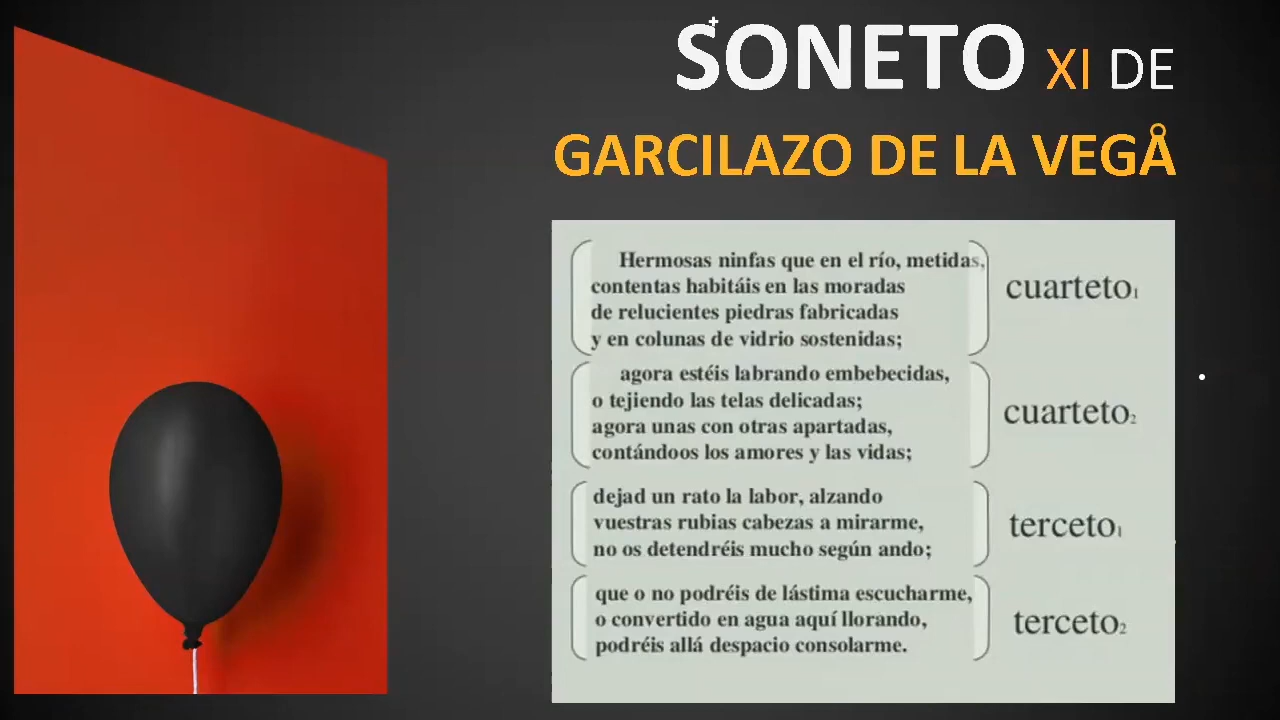 SONETO XI DE
GARCILAZO DE LA VEGA
Hermosas ninfas que en el río, metidas,
contentas habitáis en las moradas
de relucientes piedras fabricadas
y en colunas de vidrio sostenidas;
cuarteto1
agora estéis labrando embebecidas,
o tejiendo las telas delicadas;
agora unas con otras apartadas,
contándoos los amores y las vidas;
cuarteto2
dejad un rato la labor, alzando
vuestras rubias cabezas a mirarme,
no os detendréis mucho según ando;
terceto1
que o no podréis de lástima escucharme,
o convertido en agua aquí llorando,
podréis allá despacio consolarme.
terceto2